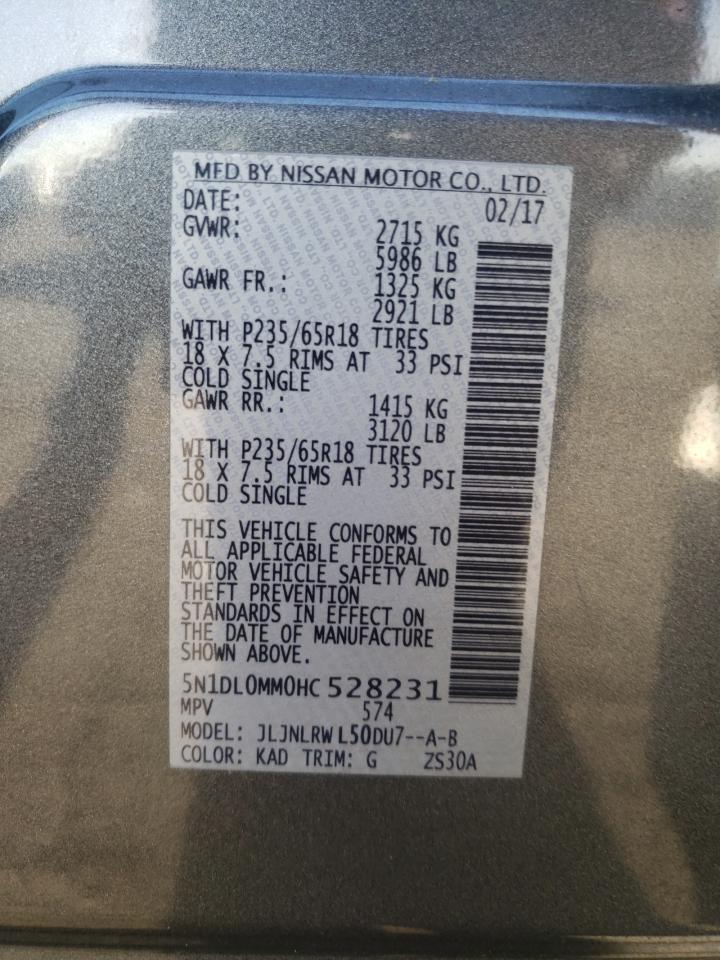 MFD BY NISSAN MOTOR CO., LTD.
DATE: 02/17
GVWR: 2715 KG
5986 LB
GAWR FR.: 1325 KG
2921 LB
WITH P235/65R18 TIRES
18 X 7.5 RIMS AT 33 PSI
COLD SINGLE
GAWR RR.: 1415 KG
3120 LB
WITH P235/65R18 TIRES
18 X 7.5 RIMS AT 33 PSI
COLD SINGLE
THIS VEHICLE CONFORMS TO
ALL APPLICABLE FEDERAL
MOTOR VEHICLE SAFETY AND
THEFT PREVENTION
STANDARDS IN EFFECT ON
THE DATE OF MANUFACTURE
SHOWN ABOVE.
5N1DL0MM0HC 528231
MPV 574
MODEL: JLJNLRW L50DU7--A-B
COLOR: KAD TRIM: G ZS30A